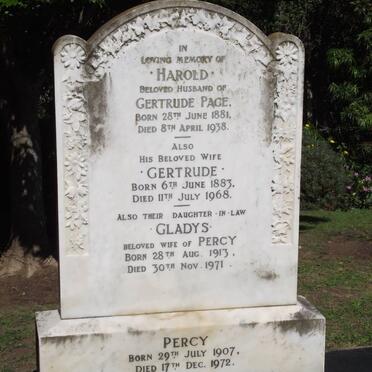 IN
LOVING MEMORY OF
· HAROLD ·
BELOVED HUSBAND OF
GERTRUDE PAGE.
BORN 28TH JUNE 1881.
DIED 8TH APRIL 1938.
ALSO
HIS BELOVED WIFE
· GERTRUDE ·
BORN 6TH JUNE 1883.
DIED 11TH JULY 1968.
ALSO THEIR DAUGHTER·IN·LAW
· GLADYS ·
BELOVED WIFE OF PERCY
BORN 28TH AUG. 1913.
DIED 30TH NOV. 1971.
PERCY
BORN 29TH JULY 1907.
DIED 17TH DEC. 1972.